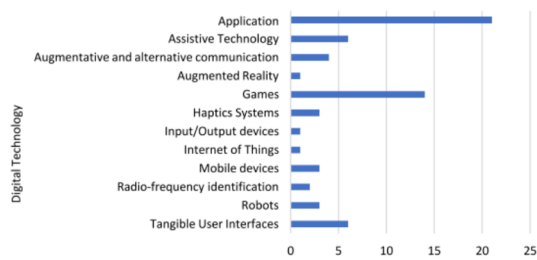 Application
Assistive Technology
Augmentative and alternative communication
Augmented Reality
Games
Haptics Systems
Input/Output devices
Internet of Things
Mobile devices
Radio-frequency identification
Robots
Tangible User Interfaces
Digital Technology
0 5 10 15 20 25